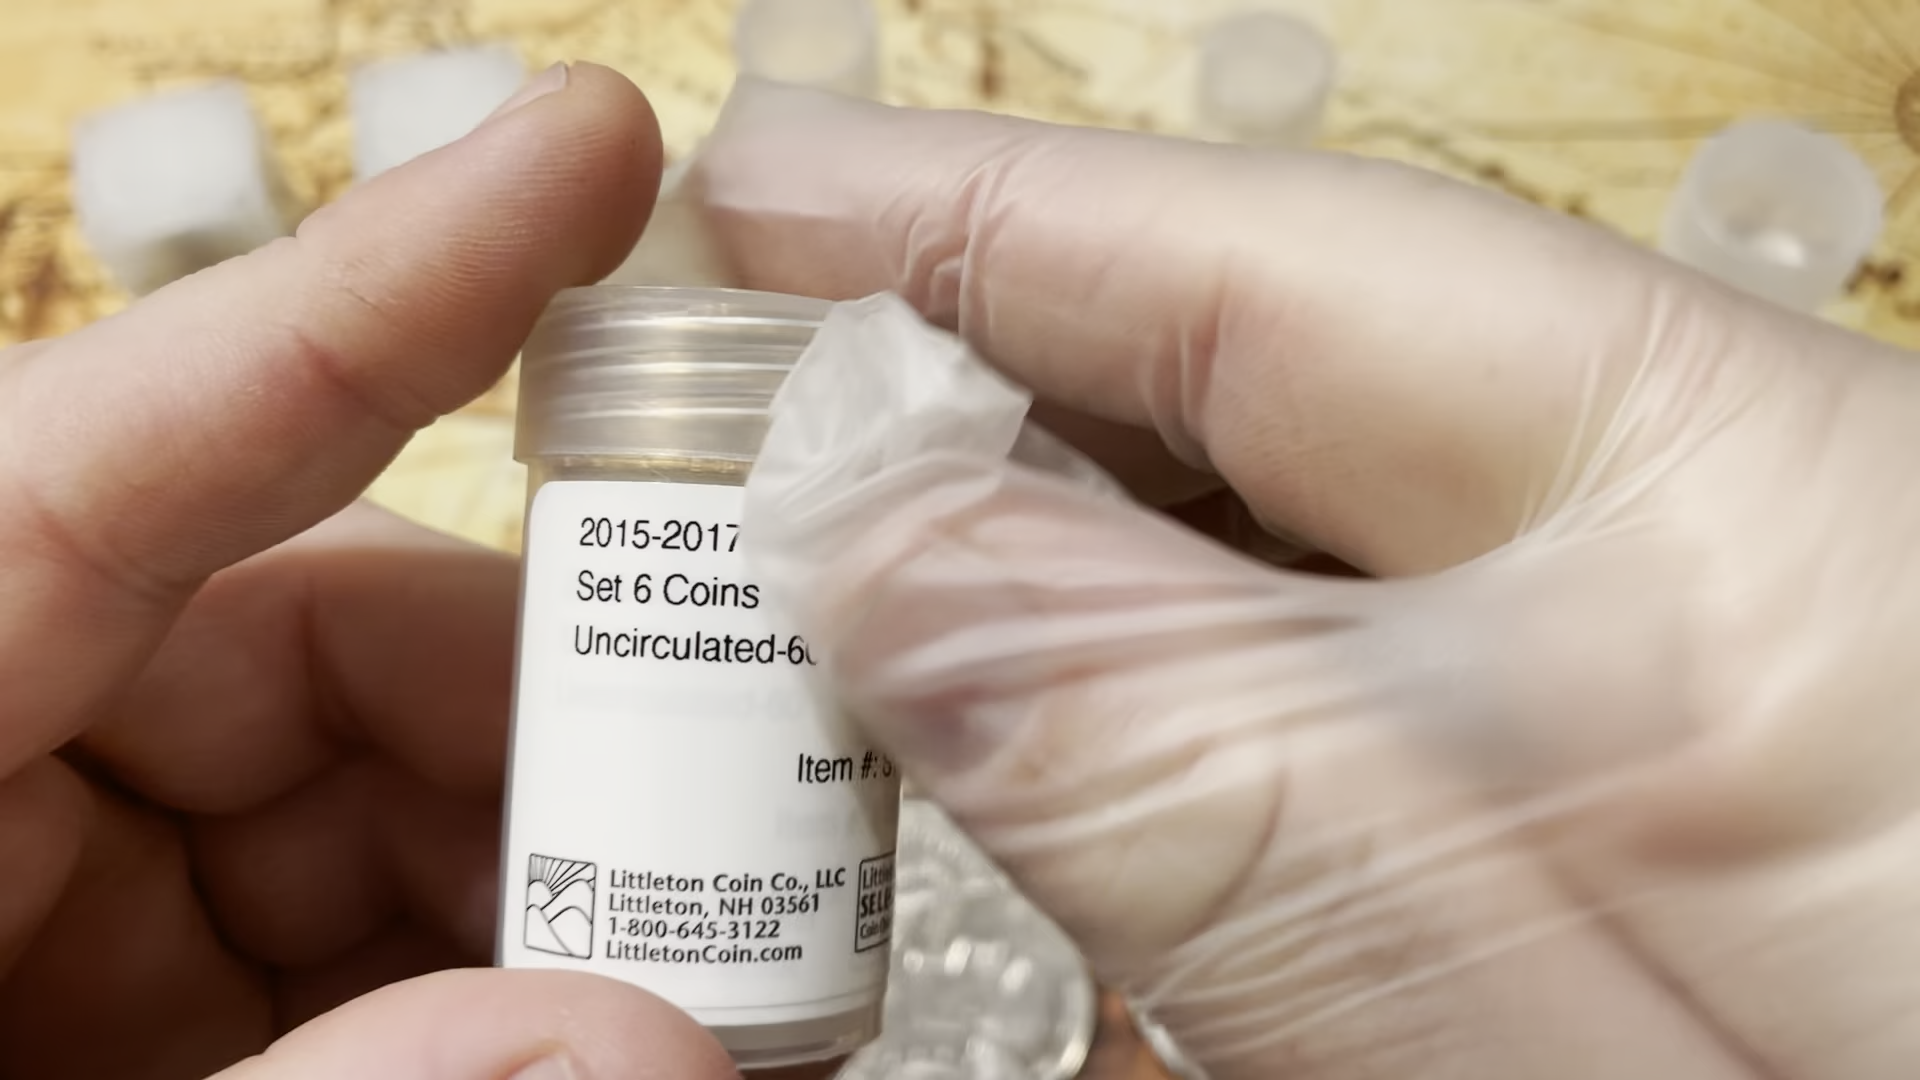 2015-2017
Set 6 Coins
Uncirculated-6
Item #:
Littleton Coin Co., LLC
Littleton, NH 03561
1-800-645-3122
LittletonCoin.com